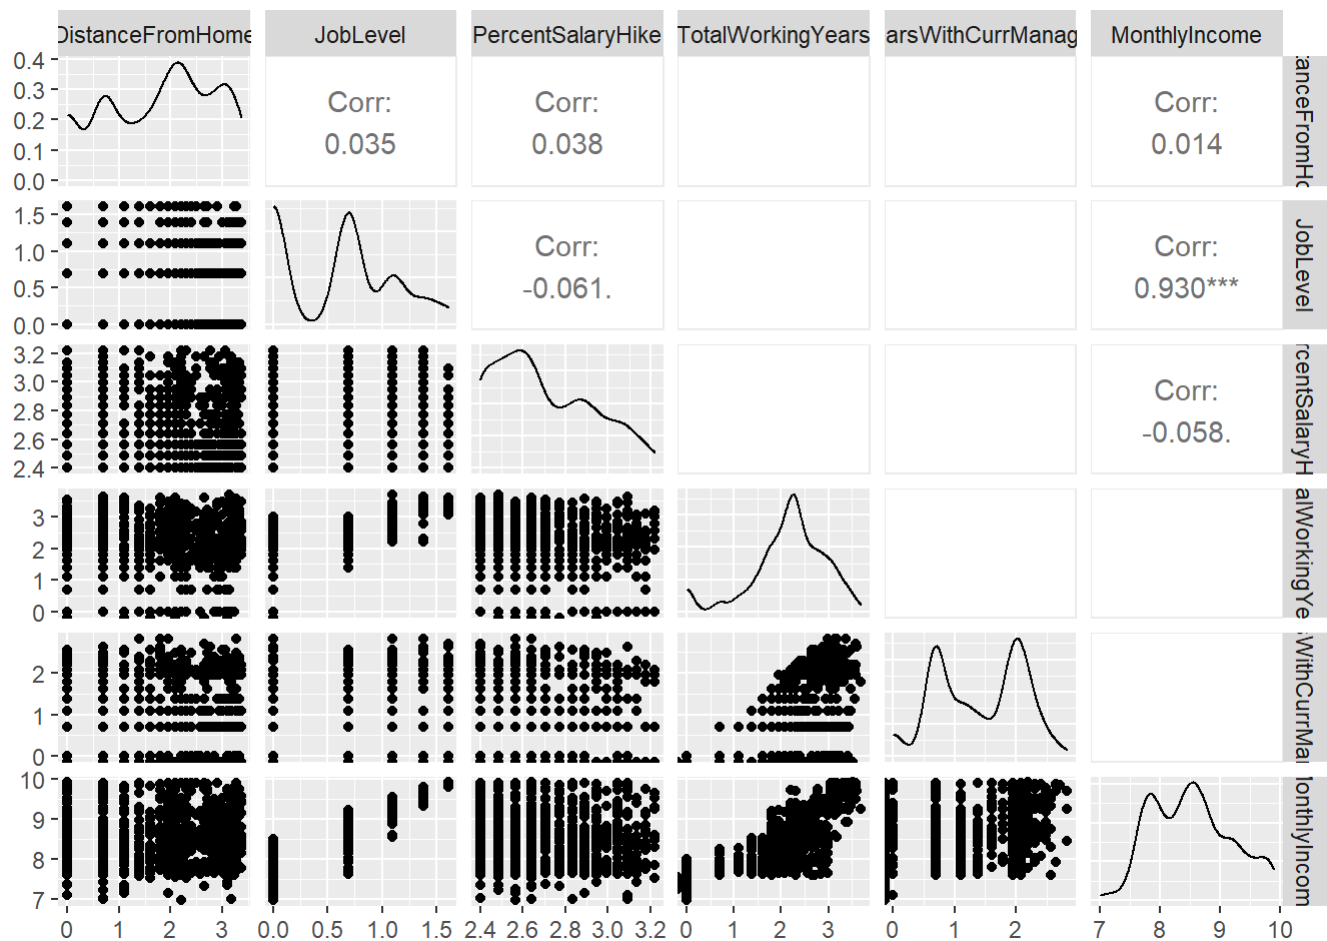 DistanceFromHome JobLevel PercentSalaryHike TotalWorkingYears arsWithCurrManag MonthlyIncome
0.4
0.3
0.2
0.1
0.0
Corr:
0.035
Corr:
0.038
Corr:
0.014
tanceFromHo
1.5
1.0
0.5
0.0
Corr:
-0.061.
Corr:
0.930***
JobLevel
3.2
3.0
2.8
2.6
2.4
Corr:
-0.058.
rcentSalaryH
3
2
1
0
alWorkingYe
2
1
0
WithCurrMa
10
9
8
7
MonthlyIncom
0 1 2 3 0.0 0.5 1.0 1.5 2.4 2.6 2.8 3.0 3.2 0 1 2 3 0 1 2 7 8 9 10